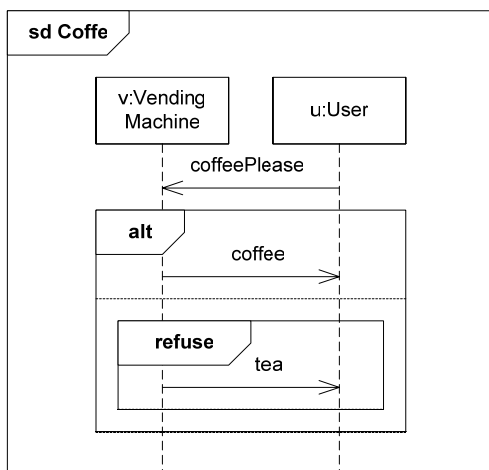 sd Coffe
v:Vending
Machine
u:User
coffeePlease
alt
coffee
refuse
tea